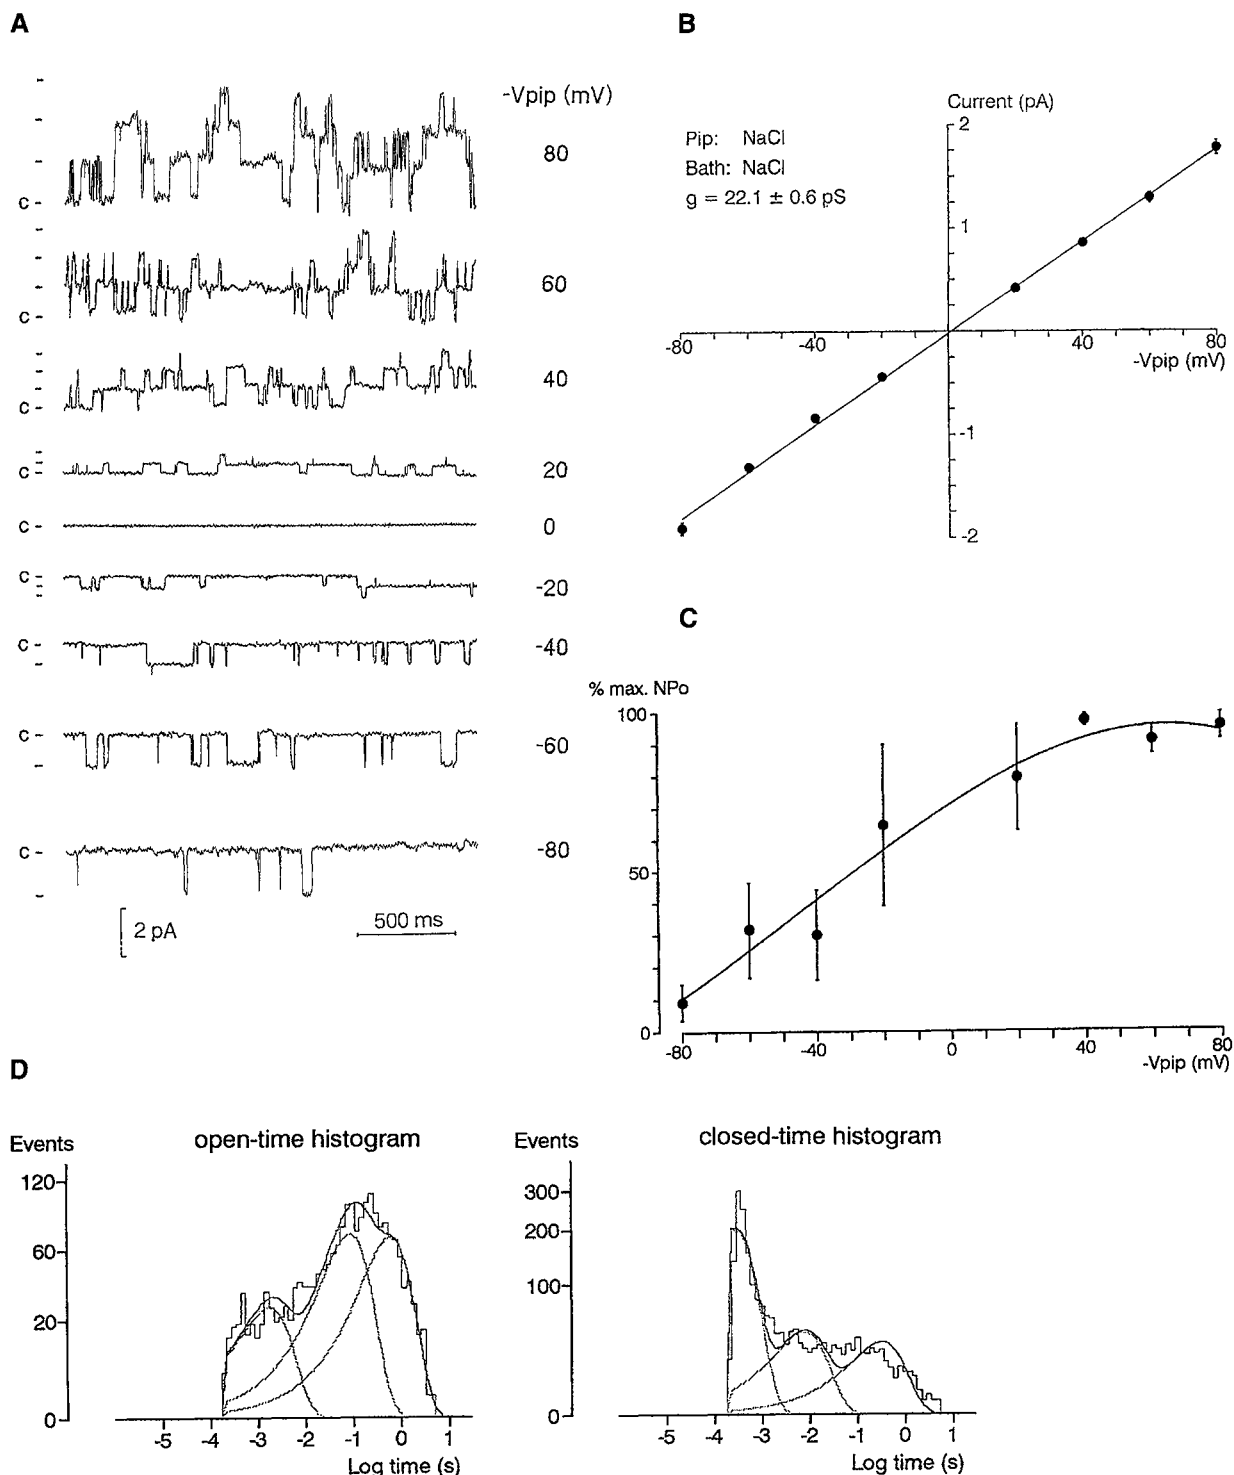 A
-Vpip (mV)
80
c -
60
c -
40
c -
20
c -
0
c -
-20
c -
-40
c -
-60
c -
-80
c -
2 pA
500 ms
B
Current (pA)
Pip: NaCl
Bath: NaCl
g = 22.1 ± 0.6 pS
2
1
-1
-2
-80
-40
40
80
-Vpip (mV)
C
% max. NPo
100
50
0
-80
-40
0
40
80
-Vpip (mV)
D
Events
open-time histogram
120
60
20
0
-5
-4
-3
-2
-1
0
1
Log time (s)
Events
closed-time histogram
300
200
100
0
-5
-4
-3
-2
-1
0
1
Log time (s)